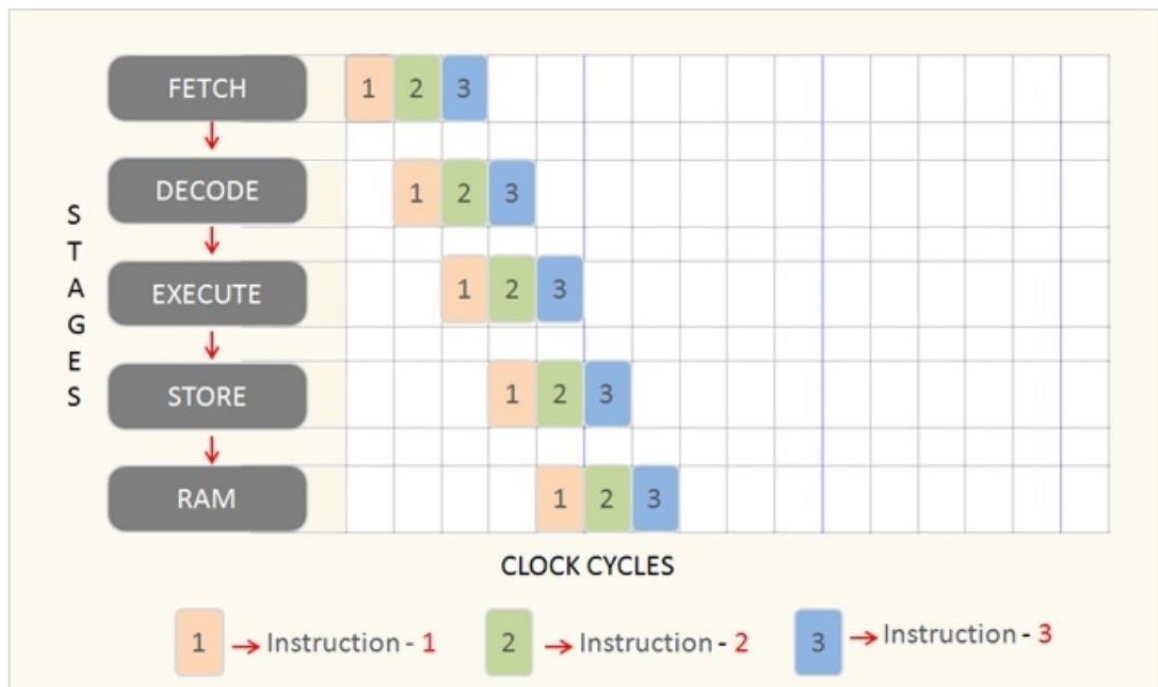 FETCH
1 2 3
DECODE
1 2 3
STAGES
EXECUTE
1 2 3
STORE
1 2 3
RAM
1 2 3
CLOCK CYCLES
1 → Instruction - 1
2 → Instruction - 2
3 → Instruction - 3